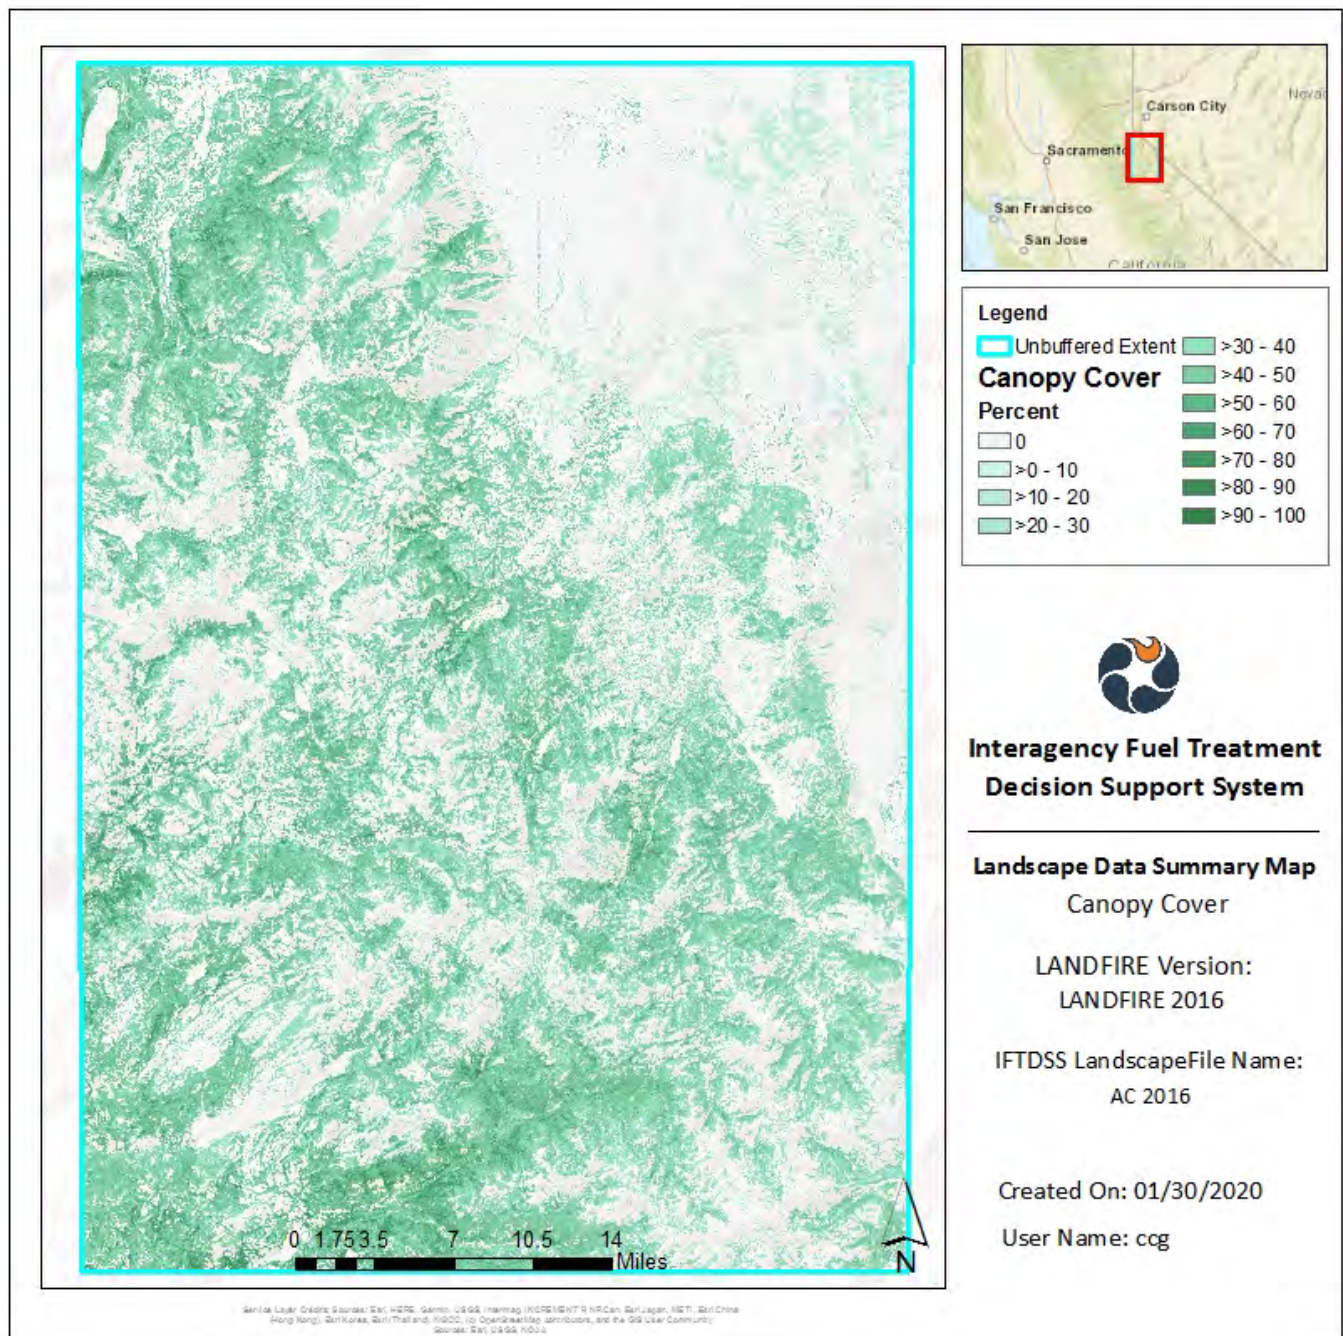 Carson City
Sacramento
San Francisco
San Jose
California
Legend
Unbuffered Extent
Canopy Cover
Percent
0
>0 - 10
>10 - 20
>20 - 30
>30 - 40
>40 - 50
>50 - 60
>60 - 70
>70 - 80
>80 - 90
>90 - 100
Interagency Fuel Treatment
Decision Support System
Landscape Data Summary Map
Canopy Cover
LANDFIRE Version:
LANDFIRE 2016
IFTDSS LandscapeFile Name:
AC 2016
Created On: 01/30/2020
User Name: ccg
0 1.75 3.5 7 10.5 14
Miles
N